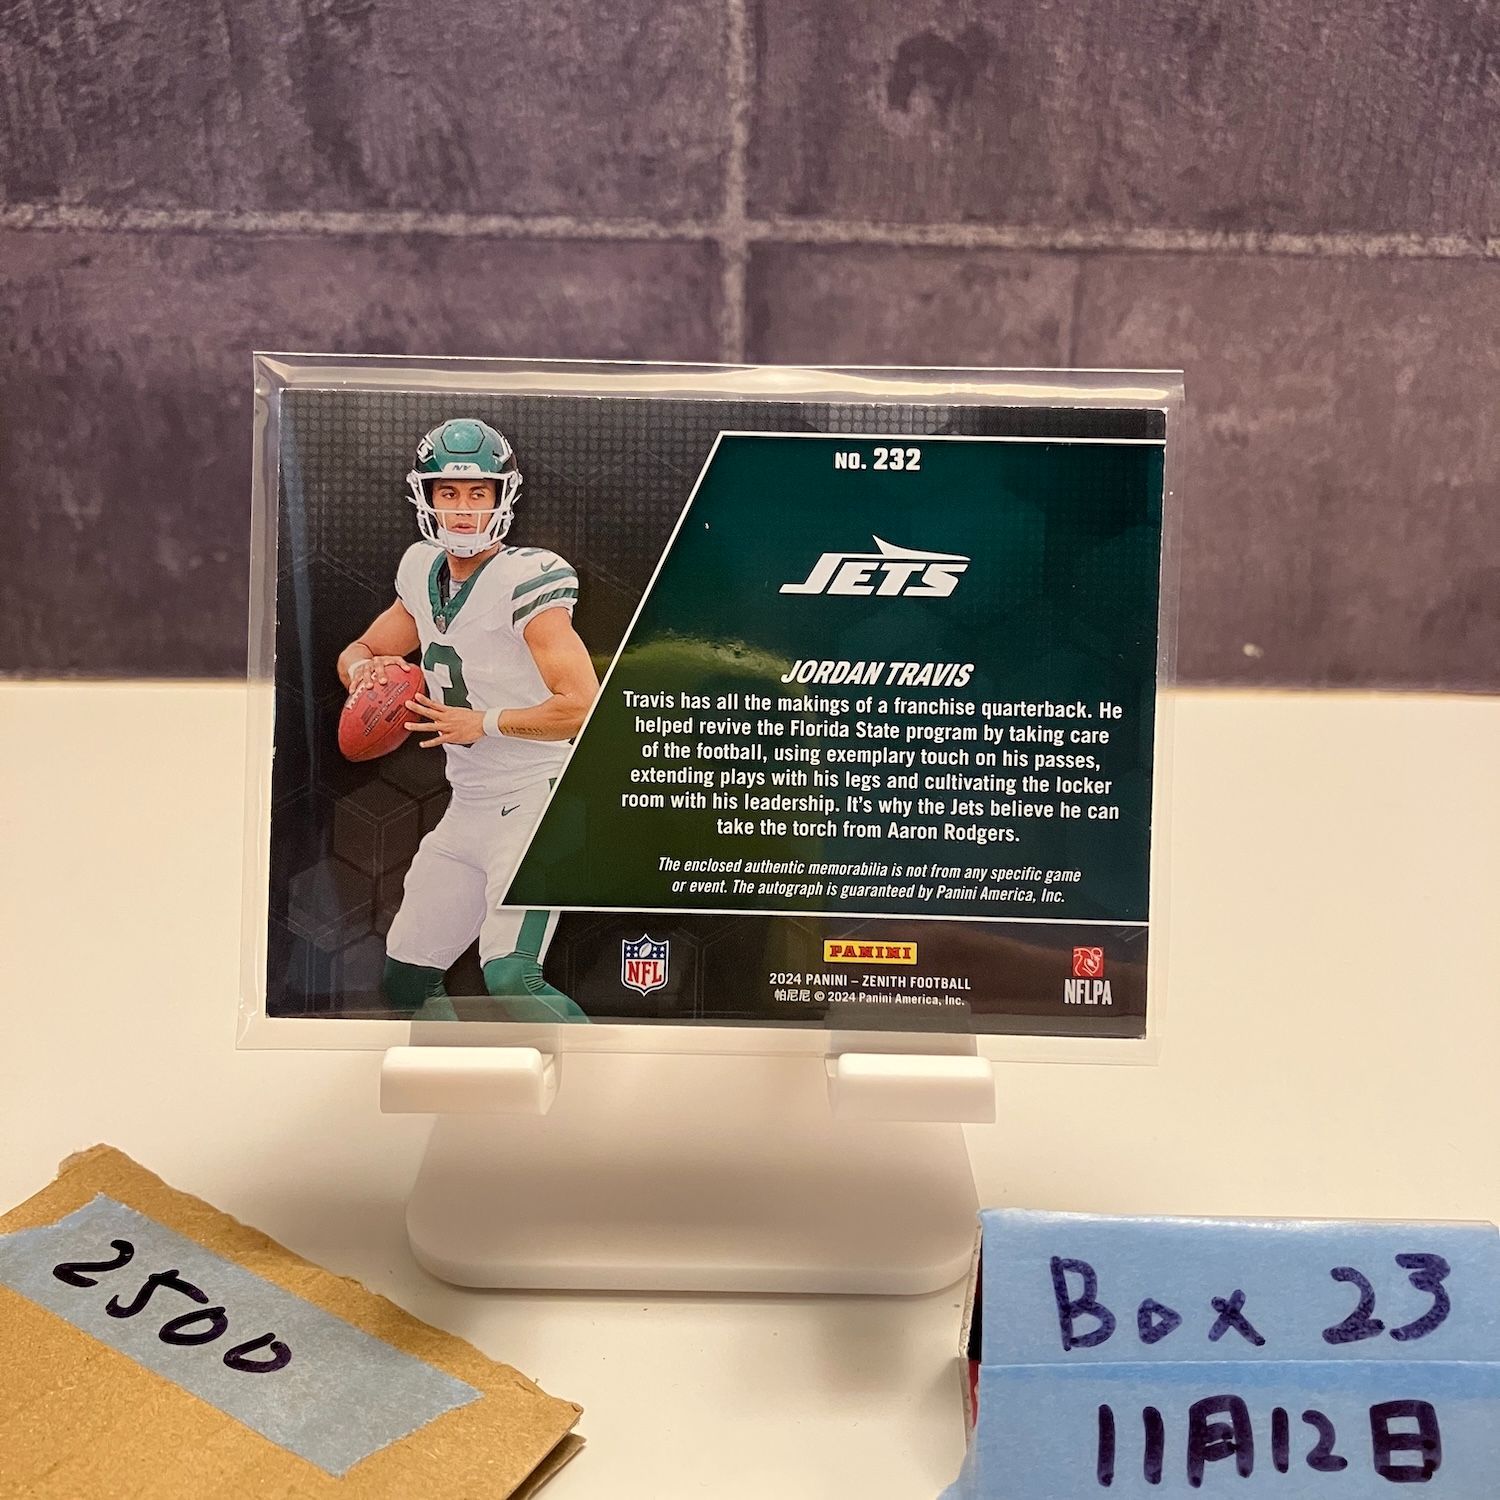 NO. 232
JETS
JORDAN TRAVIS
Travis has all the makings of a franchise quarterback. He
helped revive the Florida State program by taking care
of the football, using exemplary touch on his passes,
extending plays with his legs and cultivating the locker
room with his leadership. It's why the Jets believe he can
take the torch from Aaron Rodgers.
The enclosed authentic memorabilia is not from any specific game
or event. The autograph is guaranteed by Panini America, Inc.
NFL
PANINI
2024 PANINI – ZENITH FOOTBALL
帕尼尼 © 2024 Panini America, Inc.
NFLPA
NY
3
2500
Box 23
11月12日